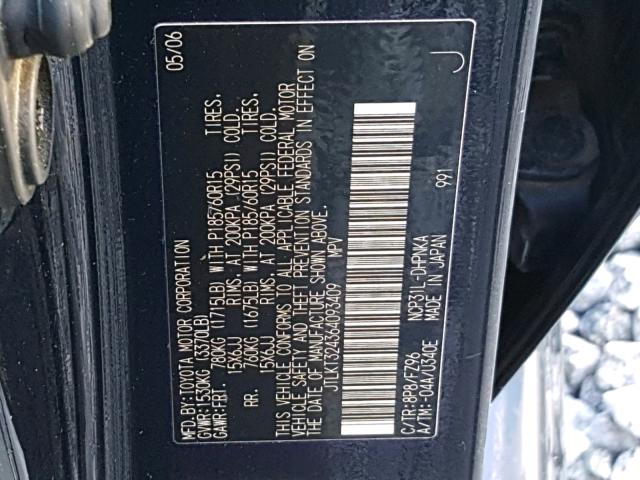 MFD.BY:TOYOTA MOTOR CORPORATION 05/06
GVWR:1530KG (3370LB)
GAWR:FRT. 780KG (1715LB) WITH P185/60R15 TIRES.
15X6JJ RIMS. AT 200KPA (29PSI) COLD.
RR. 760KG (1675LB) WITH P185/60R15 TIRES.
15X6JJ RIMS. AT 200KPA (29PSI) COLD.
THIS VEHICLE CONFORMS TO ALL APPLICABLE FEDERAL MOTOR
VEHICLE SAFETY AND THEFT PREVENTION STANDARDS IN EFFECT ON
THE DATE OF MANUFACTURE SHOWN ABOVE.
JTLKT324364093409 MPV
C/TR:8P8/FZ96 NCP31L-DHPNKA J
A/TM:-04A/U340E MADE IN JAPAN 991